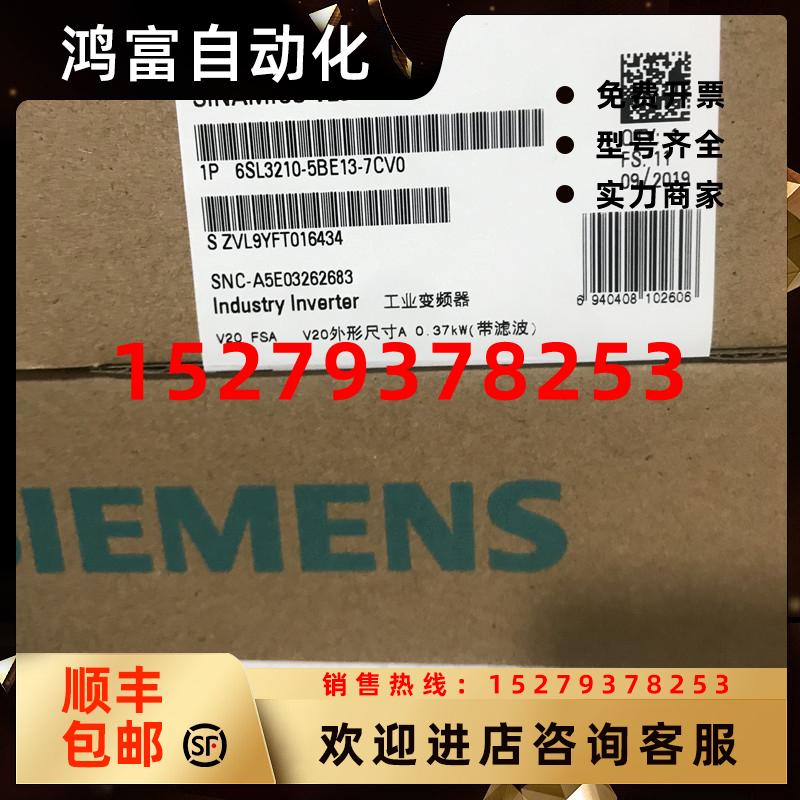 鸿富自动化
免费开票
型号齐全
实力商家
SINAMICS V20
FS: 11
09/2019
1P 6SL3210-5BE13-7CV0
S ZVL9YFT016434
SNC-A5E03262683
Industry Inverter 工业变频器
6 940408 102606
V20 FSA V20外形尺寸A 0.37kW(带滤波)
15279378253
SIEMENS
顺丰
包邮
SF
销售热线：15279378253
欢迎进店咨询客服